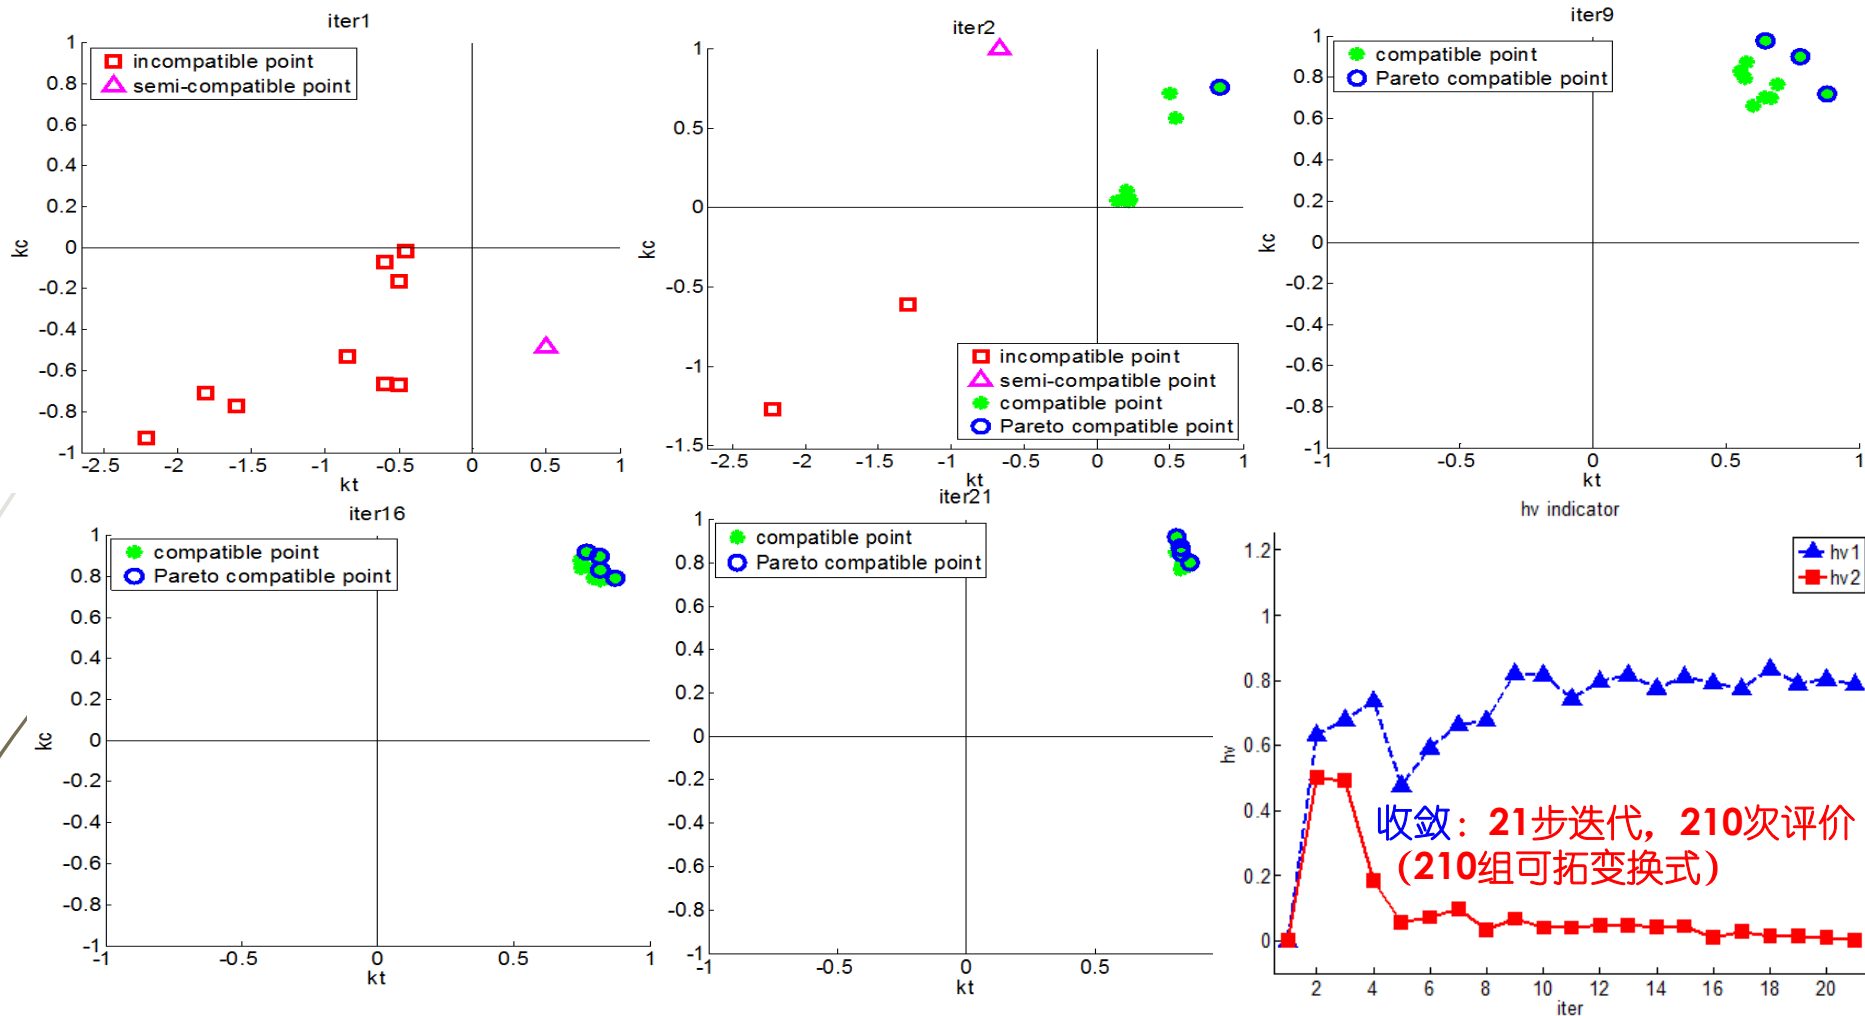 iter1
incompatible point
semi-compatible point
1
0.8
0.6
0.4
0.2
0
-0.2
-0.4
-0.6
-0.8
-1
kc
-2.5 -2 -1.5 -1 -0.5 0 0.5 1
kt
iter2
1
0.5
0
-0.5
-1
-1.5
kc
incompatible point
semi-compatible point
compatible point
Pareto compatible point
-2.5 -2 -1.5 -1 -0.5 0 0.5 1
kt
iter9
compatible point
Pareto compatible point
1
0.8
0.6
0.4
0.2
0
-0.2
-0.4
-0.6
-0.8
-1
kc
-1 -0.5 0 0.5 1
kt
iter16
compatible point
Pareto compatible point
1
0.8
0.6
0.4
0.2
0
-0.2
-0.4
-0.6
-0.8
-1
kc
-1 -0.5 0 0.5 1
kt
iter21
compatible point
Pareto compatible point
1
0.8
0.6
0.4
0.2
0
-0.2
-0.4
-0.6
-0.8
-1
-1 -0.5 0 0.5
kt
hv indicator
hv1
hv2
1.2
1
0.8
0.6
0.4
0.2
0
hv
收敛：21步迭代，210次评价
（210组可拓变换式）
2 4 6 8 10 12 14 16 18 20
iter